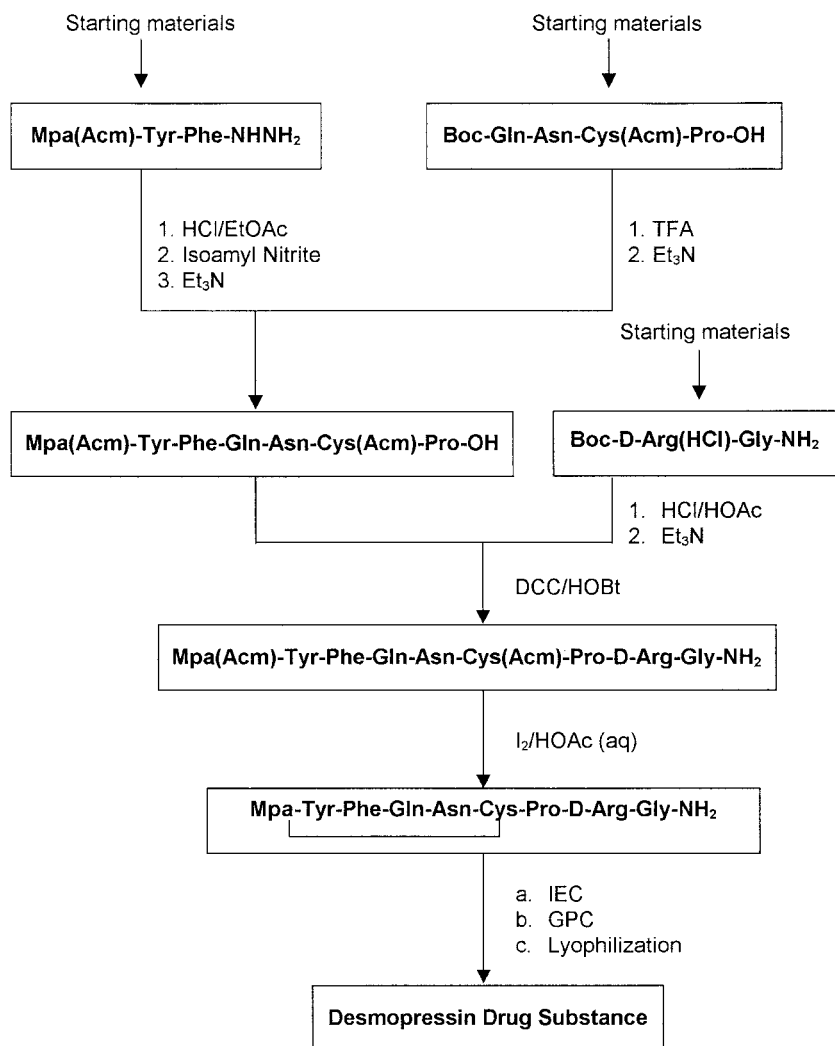 Starting materials
Starting materials
Mpa(Acm)-Tyr-Phe-NHNH₂
Boc-Gln-Asn-Cys(Acm)-Pro-OH
1. HCl/EtOAc
2. Isoamyl Nitrite
3. Et₃N
1. TFA
2. Et₃N
Starting materials
Mpa(Acm)-Tyr-Phe-Gln-Asn-Cys(Acm)-Pro-OH
Boc-D-Arg(HCl)-Gly-NH₂
1. HCl/HOAc
2. Et₃N
DCC/HOBt
Mpa(Acm)-Tyr-Phe-Gln-Asn-Cys(Acm)-Pro-D-Arg-Gly-NH₂
I₂/HOAc (aq)
Mpa-Tyr-Phe-Gln-Asn-Cys-Pro-D-Arg-Gly-NH₂
a. IEC
b. GPC
c. Lyophilization
Desmopressin Drug Substance